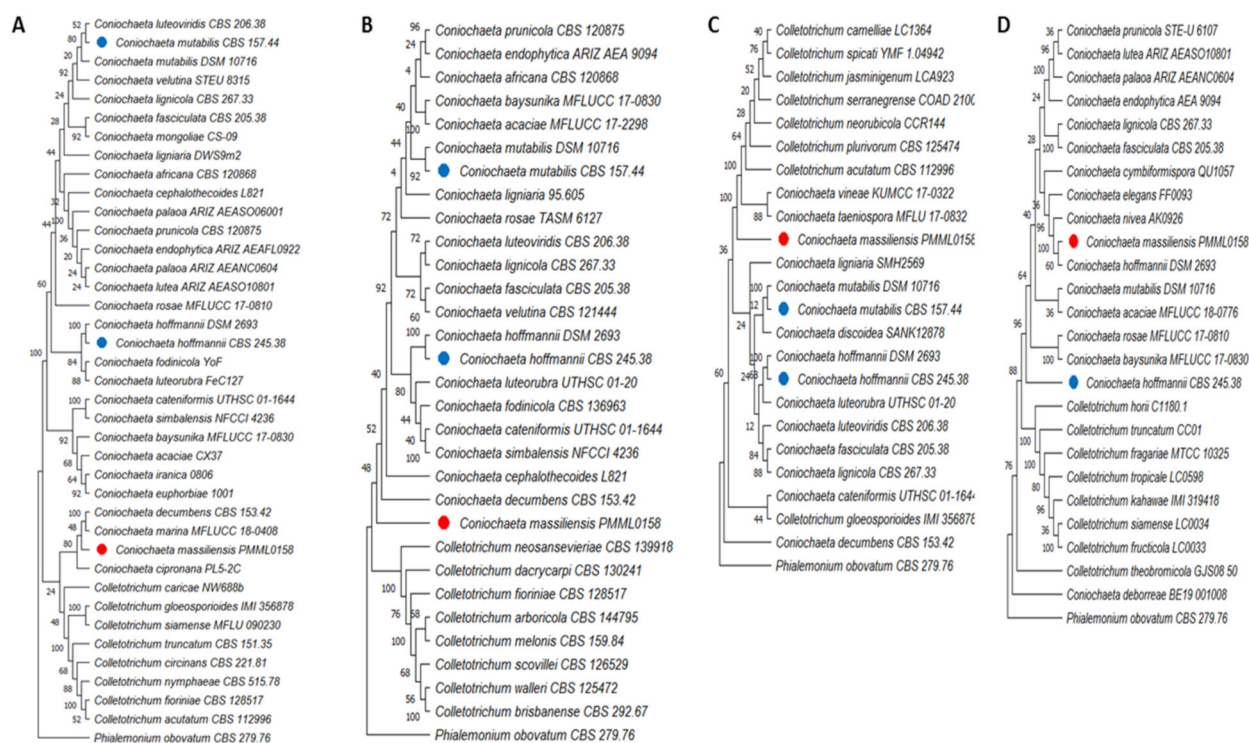 A
Coniochaeta luteoviridis CBS 206.38
Coniochaeta mutabilis CBS 157.44
Coniochaeta mutabilis DSM 10716
Coniochaeta velutina STEU 8315
Coniochaeta lignicola CBS 267.33
Coniochaeta fasciculata CBS 205.38
Coniochaeta mongoliae CS-09
Coniochaeta ligniaria DWS9m2
Coniochaeta africana CBS 120868
Coniochaeta cephalothecoides L821
Coniochaeta palaoa ARIZ AEASO06001
Coniochaeta prunicola CBS 120875
Coniochaeta endophytica ARIZ AEAFL0922
Coniochaeta palaoa ARIZ AEANC0604
Coniochaeta lutea ARIZ AEASO10801
Coniochaeta rosae MFLUCC 17-0810
Coniochaeta hoffmannii DSM 2693
Coniochaeta hoffmannii CBS 245.38
Coniochaeta fodinicola YoF
Coniochaeta luteorubra FeC127
Coniochaeta cateniformis UTHSC 01-1644
Coniochaeta simbalensis NFCCI 4236
Coniochaeta baysunika MFLUCC 17-0830
Coniochaeta acaciae CX37
Coniochaeta iranica 0806
Coniochaeta euphorbiae 1001
Coniochaeta decumbens CBS 153.42
Coniochaeta marina MFLUCC 18-0408
Coniochaeta massiliensis PMML0158
Coniochaeta cipronana PL5-2C
Colletotrichum caricae NW688b
Colletotrichum gloeosporioides IMI 356878
Colletotrichum siamense MFLU 090230
Colletotrichum truncatum CBS 151.35
Colletotrichum circinans CBS 221.81
Colletotrichum nymphaeae CBS 515.78
Colletotrichum fioriniae CBS 128517
Colletotrichum acutatum CBS 112996
Phialemonium obovatum CBS 279.76
52
80
20
92
24
28
92
44
32
44
100
36
20
24
24
60
100
84
88
100
100
92
68
64
92
100
48
80
24
100
48
100
68
88
100
52
B
Coniochaeta prunicola CBS 120875
Coniochaeta endophytica ARIZ AEA 9094
Coniochaeta africana CBS 120868
Coniochaeta baysunika MFLUCC 17-0830
Coniochaeta acaciae MFLUCC 17-2298
Coniochaeta mutabilis DSM 10716
Coniochaeta mutabilis CBS 157.44
Coniochaeta ligniaria 95.605
Coniochaeta rosae TASM 6127
Coniochaeta luteoviridis CBS 206.38
Coniochaeta lignicola CBS 267.33
Coniochaeta fasciculata CBS 205.38
Coniochaeta velutina CBS 121444
Coniochaeta hoffmannii DSM 2693
Coniochaeta hoffmannii CBS 245.38
Coniochaeta luteorubra UTHSC 01-20
Coniochaeta fodinicola CBS 136963
Coniochaeta cateniformis UTHSC 01-1644
Coniochaeta simbalensis NFCCI 4236
Coniochaeta cephalothecoides L821
Coniochaeta decumbens CBS 153.42
Coniochaeta massiliensis PMML0158
Colletotrichum neosansevieriae CBS 139918
Colletotrichum dacrycarpi CBS 130241
Colletotrichum fioriniae CBS 128517
Colletotrichum arboricola CBS 144795
Colletotrichum melonis CBS 159.84
Colletotrichum scovillei CBS 126529
Colletotrichum walleri CBS 125472
Colletotrichum brisbanense CBS 292.67
Phialemonium obovatum CBS 279.76
96
24
4
40
100
44
4
92
72
72
92
72
60
100
40
80
44
40
100
52
48
100
76
58
100
68
56
100
C
Colletotrichum camelliae LC1364
Colletotrichum spicati YMF 1.04942
Colletotrichum jasminigenum LCA923
Colletotrichum serranegrense COAD 2100
Colletotrichum neorubicola CCR144
Colletotrichum plurivorum CBS 125474
Colletotrichum acutatum CBS 112996
Coniochaeta vineae KUMCC 17-0322
Coniochaeta taeniospora MFLU 17-0832
Coniochaeta massiliensis PMML0158
Coniochaeta ligniaria SMH2569
Coniochaeta mutabilis DSM 10716
Coniochaeta mutabilis CBS 157.44
Coniochaeta discoidea SANK12878
Coniochaeta hoffmannii DSM 2693
Coniochaeta hoffmannii CBS 245.38
Coniochaeta luteorubra UTHSC 01-20
Coniochaeta luteoviridis CBS 206.38
Coniochaeta fasciculata CBS 205.38
Coniochaeta lignicola CBS 267.33
Coniochaeta cateniformis UTHSC 01-1644
Colletotrichum gloeosporioides IMI 356878
Coniochaeta decumbens CBS 153.42
Phialemonium obovatum CBS 279.76
40
76
52
20
28
64
100
100
88
36
100
12
24
100
24
60
12
84
88
44
D
Coniochaeta prunicola STE-U 6107
Coniochaeta lutea ARIZ AEASO10801
Coniochaeta palaoa ARIZ AEANC0604
Coniochaeta endophytica AEA 9094
Coniochaeta lignicola CBS 267.33
Coniochaeta fasciculata CBS 205.38
Coniochaeta cymbiformispora QU1057
Coniochaeta elegans FF0093
Coniochaeta nivea AK0926
Coniochaeta massiliensis PMML0158
Coniochaeta hoffmannii DSM 2693
Coniochaeta mutabilis DSM 10716
Coniochaeta acaciae MFLUCC 18-0776
Coniochaeta rosae MFLUCC 17-0810
Coniochaeta baysunika MFLUCC 17-0830
Coniochaeta hoffmannii CBS 245.38
Colletotrichum horii C1180.1
Colletotrichum truncatum CC01
Colletotrichum fragariae MTCC 10325
Colletotrichum tropicale LC0598
Colletotrichum kahawae IMI 319418
Colletotrichum siamense LC0034
Colletotrichum fructicola LC0033
Colletotrichum theobromicola GJS08 50
Coniochaeta deborreae BE19 001008
Phialemonium obovatum CBS 279.76
36
96
100
24
28
100
36
40
96
100
60
64
36
96
100
88
100
100
80
96
36
100
76